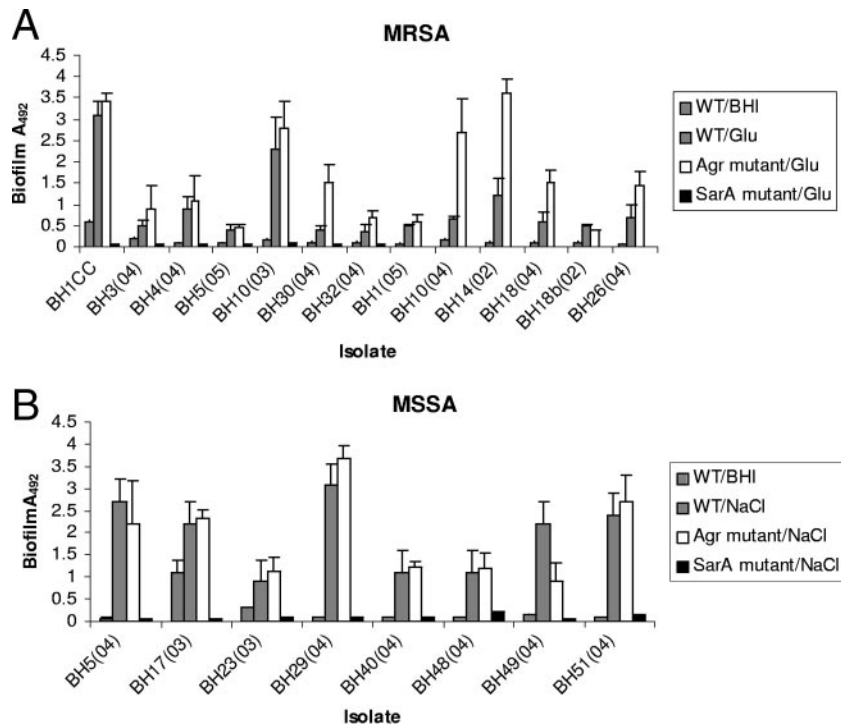 A
MRSA
4.5
4
3.5
3
2.5
2
1.5
1
0.5
0
Biofilm A492
BH1CC
BH3(04)
BH4(04)
BH5(05)
BH10(03)
BH30(04)
BH32(04)
BH1(05)
BH10(04)
BH14(02)
BH18(04)
BH18b(02)
BH26(04)
Isolate
WT/BHI
WT/Glu
Agr mutant/Glu
SarA mutant/Glu
B
MSSA
4.5
4
3.5
3
2.5
2
1.5
1
0.5
0
BiofilmA492
BH5(04)
BH17(03)
BH23(03)
BH29(04)
BH40(04)
BH48(04)
BH49(04)
BH51(04)
Isolate
WT/BHI
WT/NaCl
Agr mutant/NaCl
SarA mutant/NaCl